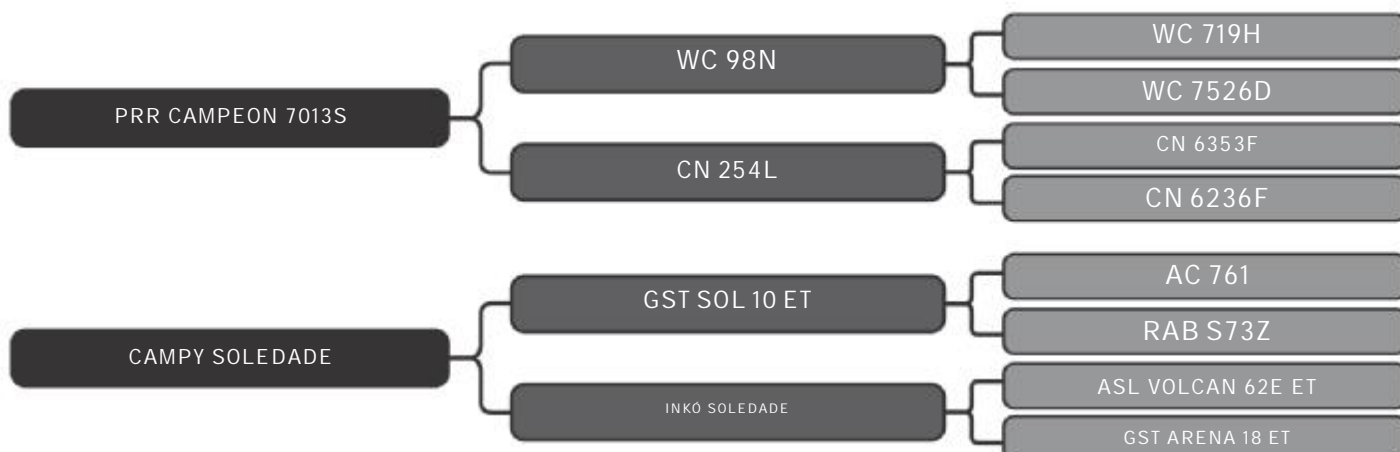 PRR CAMPEON 7013S
WC 98N
WC 719H
WC 7526D
CN 254L
CN 6353F
CN 6236F
CAMPY SOLEDADE
GST SOL 10 ET
AC 761
RAB S73Z
INKÓ SOLEDADE
ASL VOLCAN 62E ET
GST ARENA 18 ET